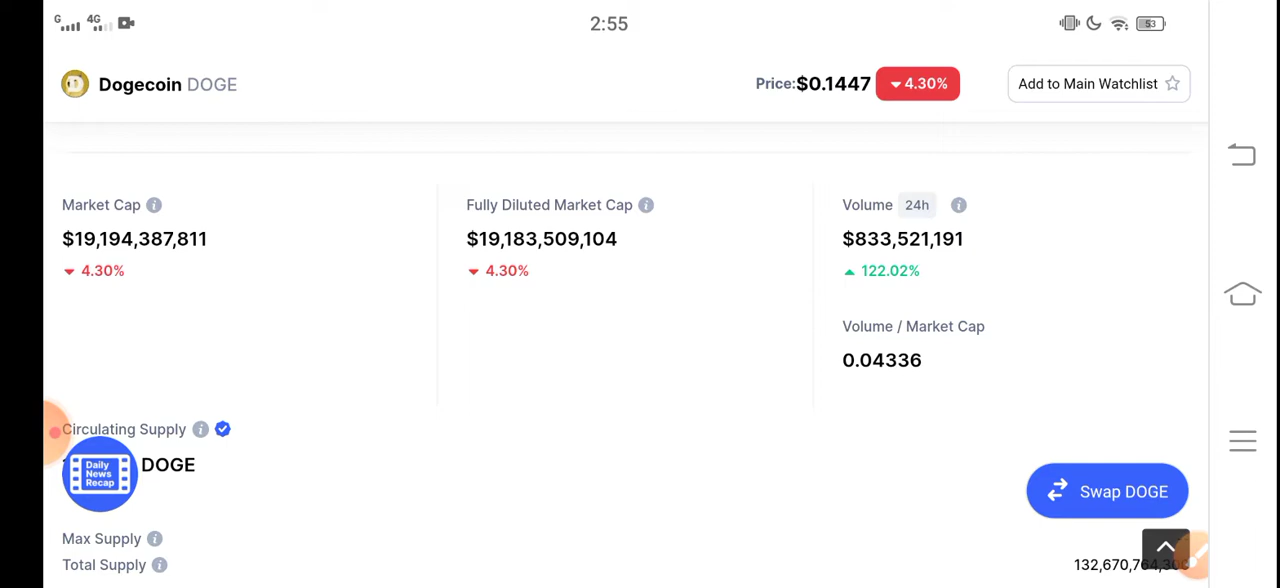 G 4G 2:55 53
Dogecoin DOGE Price:$0.1447 4.30% Add to Main Watchlist
Market Cap Fully Diluted Market Cap Volume 24h
$19,194,387,811 $19,183,509,104 $833,521,191
4.30% 4.30% 122.02%
Volume / Market Cap
0.04336
Circulating Supply
DOGE
Daily
News
Recap
Swap DOGE
Max Supply
Total Supply